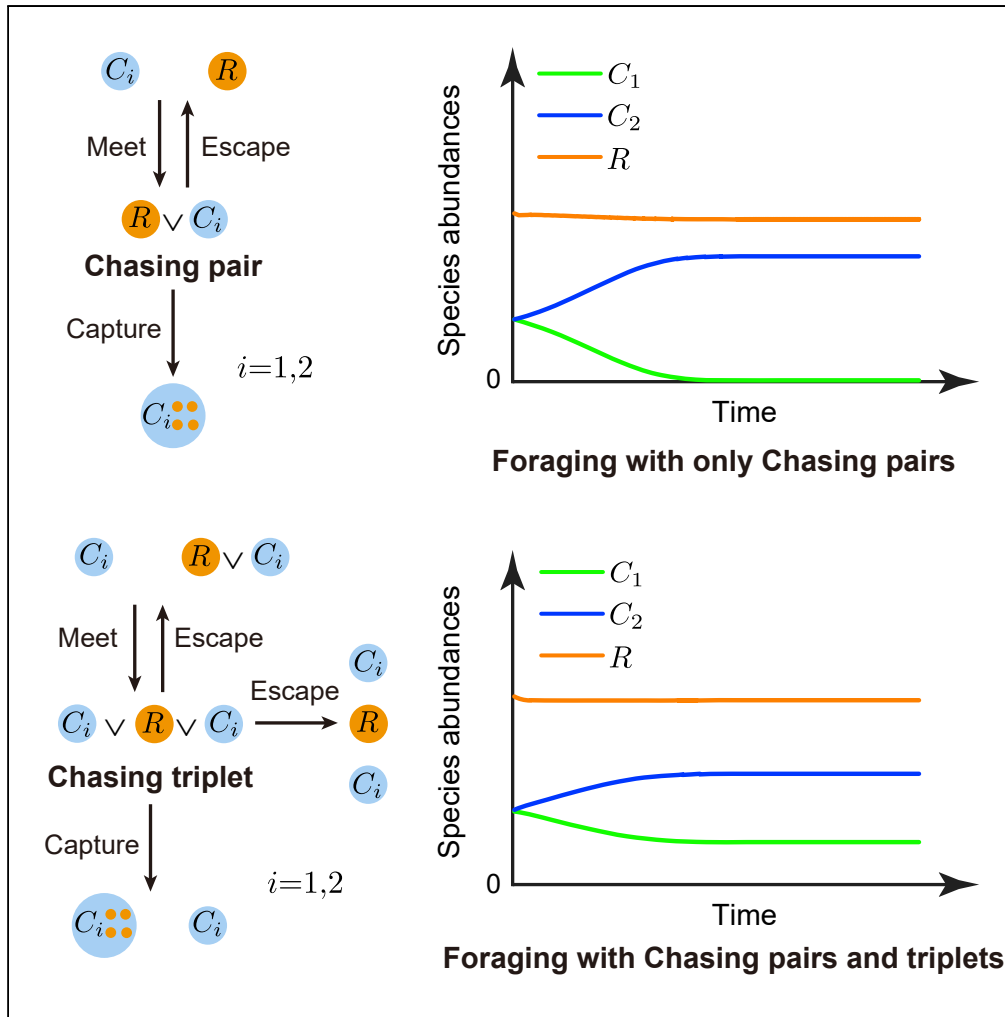 C_i R
Meet Escape
R ∨ C_i
Chasing pair
Capture
i=1,2
C_i
C_1
C_2
R
Species abundances
0
Time
Foraging with only Chasing pairs
C_i R ∨ C_i
Meet Escape
C_i
Escape
C_i ∨ R ∨ C_i R
Chasing triplet
C_i
Capture
i=1,2
C_i C_i
C_1
C_2
R
Species abundances
0
Time
Foraging with Chasing pairs and triplets